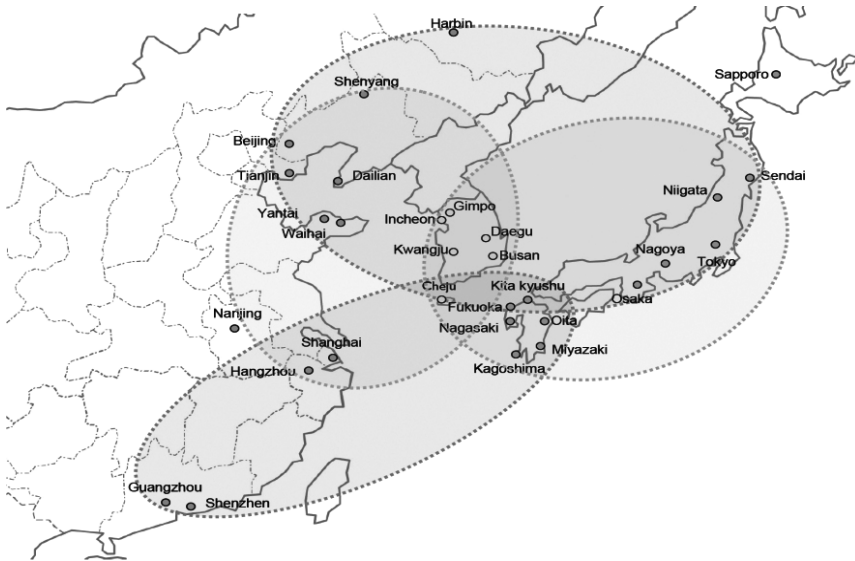 Harbin
Sapporo
Shenyang
Beijing
Tianjin
Dailian
Sendai
Niigata
Yantai
Gimpo
Incheon
Waihai
Daegu
Kwangju
Busan
Nagoya
Tokyo
Cheju
Kita kyushu
Osaka
Fukuoka
Nanjing
Nagasaki
Oita
Shanghai
Miyazaki
Hangzhou
Kagoshima
Guangzhou
Shenzhen